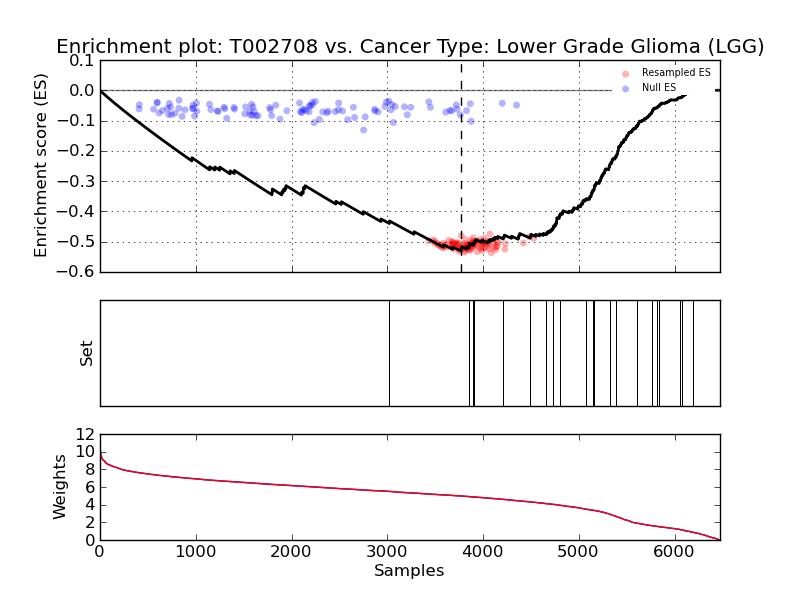 Enrichment plot: T002708 vs. Cancer Type: Lower Grade Glioma (LGG)
0.1
0.0
−0.1
−0.2
−0.3
−0.4
−0.5
−0.6
Enrichment score (ES)
Resampled ES
Null ES
Set
12
10
8
6
4
2
0
Weights
0 1000 2000 3000 4000 5000 6000
Samples